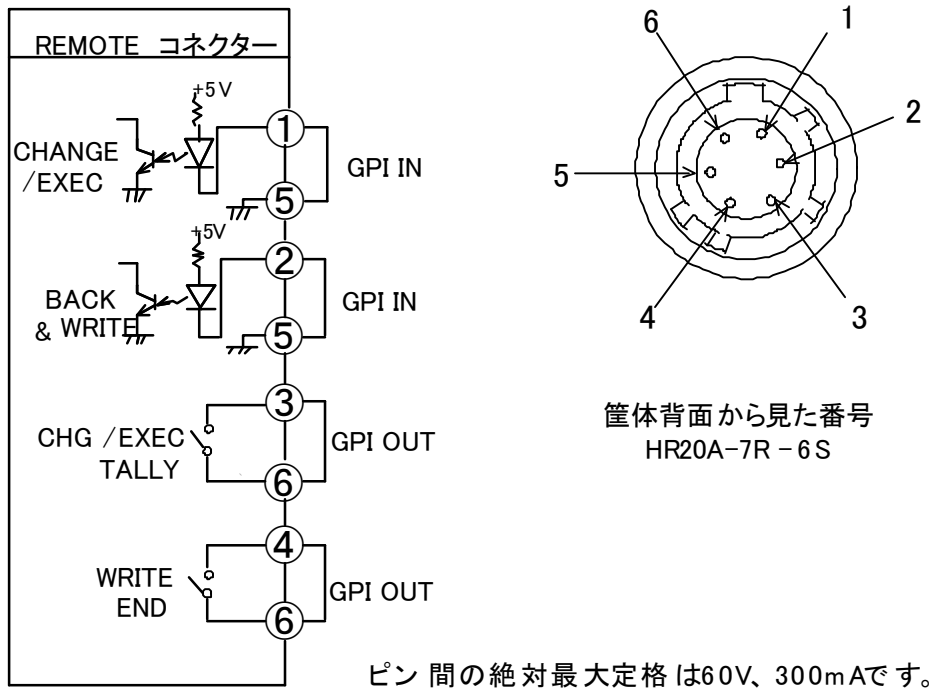 REMOTE コネクター
+5V
①
CHANGE
/EXEC
GPI IN
⑤
+5V
②
BACK
& WRITE
GPI IN
⑤
③
CHG /EXEC
TALLY
GPI OUT
⑥
④
WRITE
END
GPI OUT
⑥
6
1
2
5
4
3
筐体背面から見た番号
HR20A-7R-6S
ピン間の絶対最大定格は60V、300mAです。